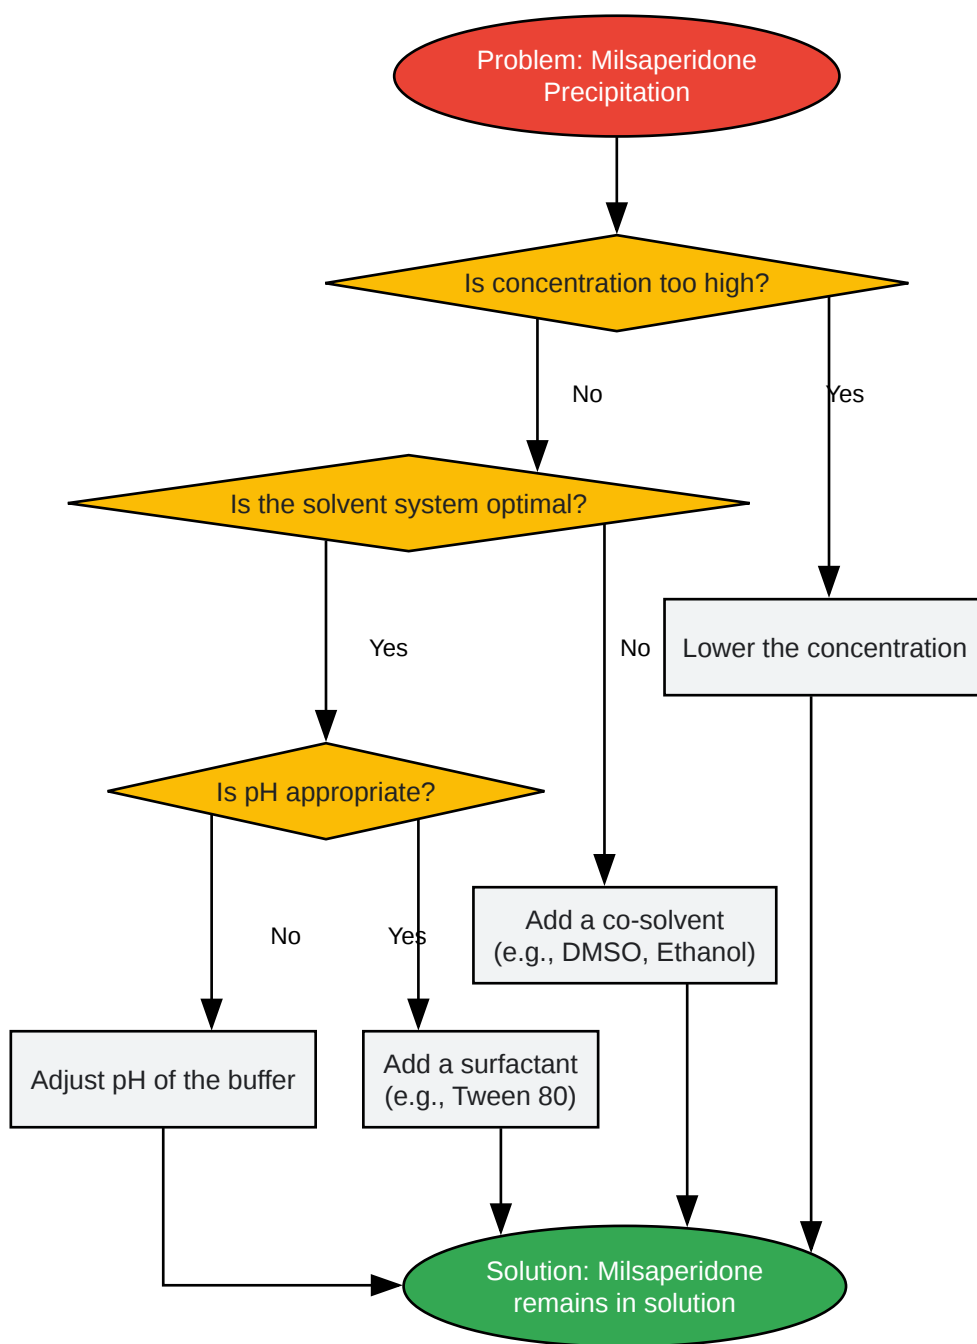 Problem: Milsaperidone
Precipitation
Is concentration too high?
No
Yes
Is the solvent system optimal?
Yes
No
Lower the concentration
Is pH appropriate?
No
Yes
Add a co-solvent
(e.g., DMSO, Ethanol)
Adjust pH of the buffer
Add a surfactant
(e.g., Tween 80)
Solution: Milsaperidone
remains in solution